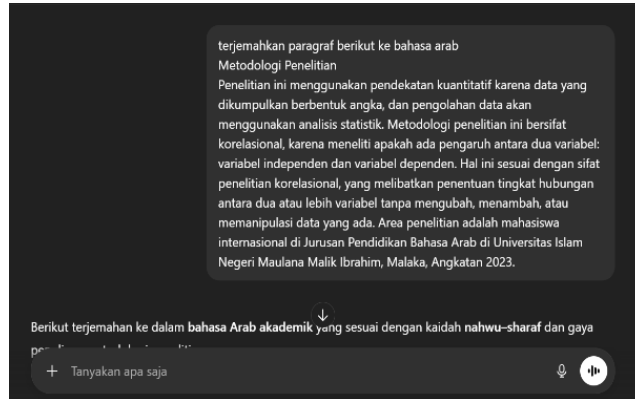 terjemahkan paragraf berikut ke bahasa arab
Metodologi Penelitian
Penelitian ini menggunakan pendekatan kuantitatif karena data yang
dikumpulkan berbentuk angka, dan pengolahan data akan
menggunakan analisis statistik. Metodologi penelitian ini bersifat
korelasional, karena meneliti apakah ada pengaruh antara dua variabel:
variabel independen dan variabel dependen. Hal ini sesuai dengan sifat
penelitian korelasional, yang melibatkan penentuan tingkat hubungan
antara dua atau lebih variabel tanpa mengubah, menambah, atau
memanipulasi data yang ada. Area penelitian adalah mahasiswa
internasional di Jurusan Pendidikan Bahasa Arab di Universitas Islam
Negeri Maulana Malik Ibrahim, Malaka, Angkatan 2023.
Berikut terjemahan ke dalam bahasa Arab akademik yang sesuai dengan kaidah nahwu–sharaf dan gaya
Tanyakan apa saja